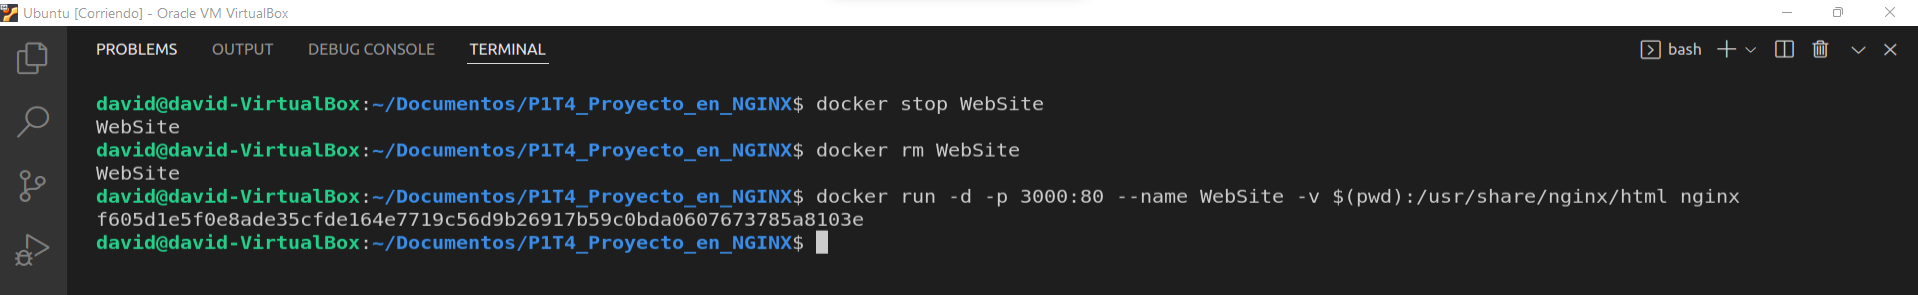 Ubuntu [Corriendo] - Oracle VM VirtualBox
PROBLEMS OUTPUT DEBUG CONSOLE TERMINAL bash
david@david-VirtualBox:~/Documentos/P1T4_Proyecto_en_NGINX$ docker stop WebSite
WebSite
david@david-VirtualBox:~/Documentos/P1T4_Proyecto_en_NGINX$ docker rm WebSite
WebSite
david@david-VirtualBox:~/Documentos/P1T4_Proyecto_en_NGINX$ docker run -d -p 3000:80 --name WebSite -v $(pwd):/usr/share/nginx/html nginx
f605d1e5f0e8ade35cfde164e7719c56d9b26917b59c0bda0607673785a8103e
david@david-VirtualBox:~/Documentos/P1T4_Proyecto_en_NGINX$